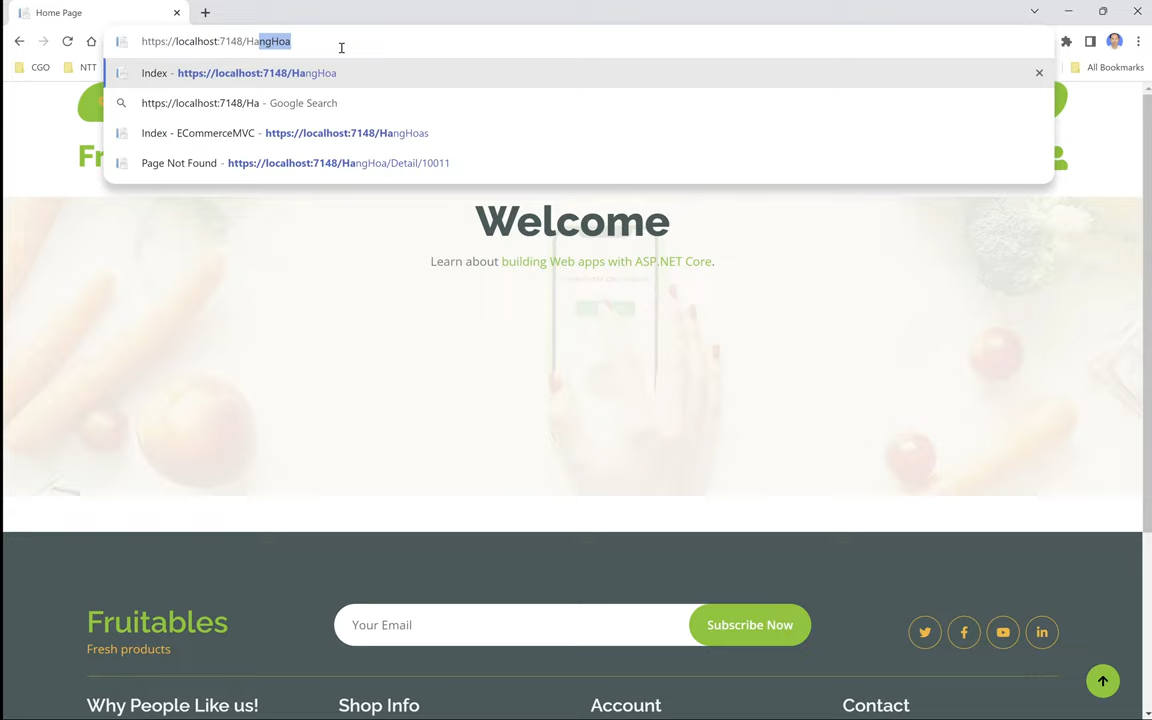 Home Page
https://localhost:7148/HangHoa
CGO
NTT
All Bookmarks
Index - https://localhost:7148/HangHoa
https://localhost:7148/Ha - Google Search
Index - ECommerceMVC - https://localhost:7148/HangHoas
Page Not Found - https://localhost:7148/HangHoa/Detail/10011
Fr
Welcome
Learn about building Web apps with ASP.NET Core.
Fruitables
Fresh products
Your Email
Subscribe Now
Why People Like us!
Shop Info
Account
Contact